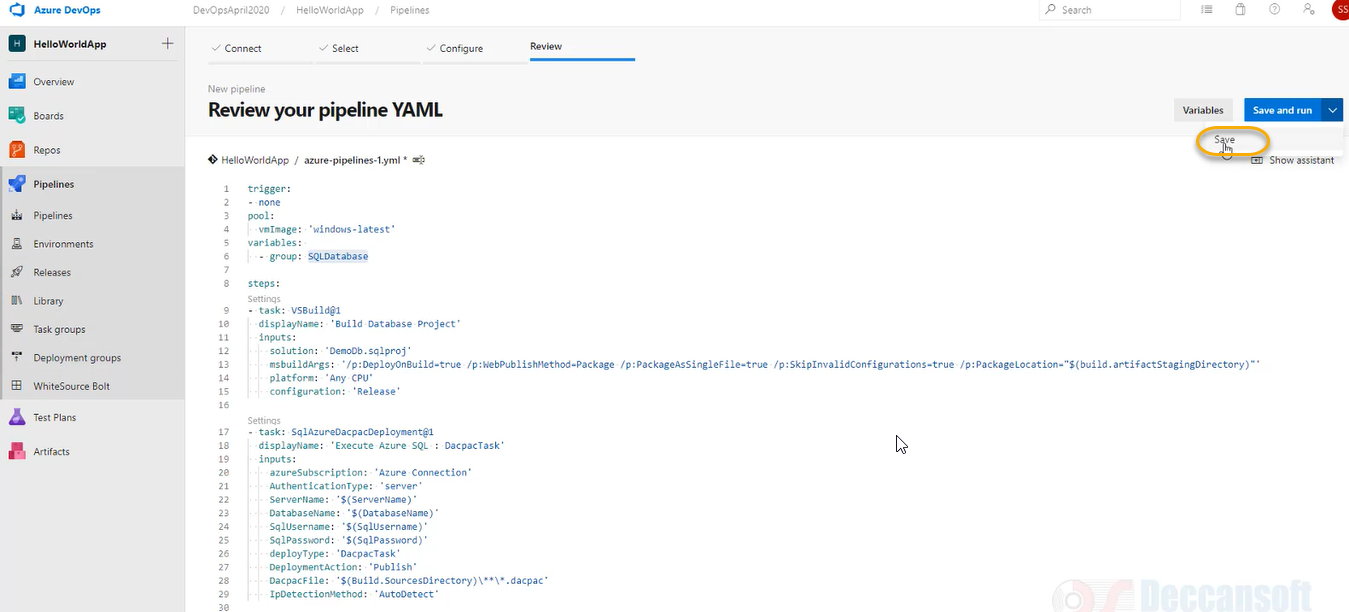 Azure DevOps
DevOpsApril2020 / HelloWorldApp / Pipelines
Search
SS
H HelloWorldApp
Overview
Boards
Repos
Pipelines
Pipelines
Environments
Releases
Library
Task groups
Deployment groups
WhiteSource Bolt
Test Plans
Artifacts
Connect
Select
Configure
Review
New pipeline
Review your pipeline YAML
Variables
Save and run
Save
Show assistant
HelloWorldApp / azure-pipelines-1.yml *
1 trigger:
2 - none
3 pool:
4 vmImage: 'windows-latest'
5 variables:
6 - group: SQLDatabase
7
8 steps:
Settings
9 - task: VSBuild@1
10 displayName: 'Build Database Project'
11 inputs:
12 solution: 'DemoDb.sqlproj'
13 msbuildArgs: '/p:DeployOnBuild=true /p:WebPublishMethod=Package /p:PackageAsSingleFile=true /p:SkipInvalidConfigurations=true /p:PackageLocation="$(build.artifactStagingDirectory)"'
14 platform: 'Any CPU'
15 configuration: 'Release'
16
Settings
17 - task: SqlAzureDacpacDeployment@1
18 displayName: 'Execute Azure SQL : DacpacTask'
19 inputs:
20 azureSubscription: 'Azure Connection'
21 AuthenticationType: 'server'
22 ServerName: '$(ServerName)'
23 DatabaseName: '$(DatabaseName)'
24 SqlUsername: '$(SqlUsername)'
25 SqlPassword: '$(SqlPassword)'
26 deployType: 'DacpacTask'
27 DeploymentAction: 'Publish'
28 DacpacFile: '$(Build.SourcesDirectory)\**\*.dacpac'
29 IpDetectionMethod: 'AutoDetect'
30
Deccansoft